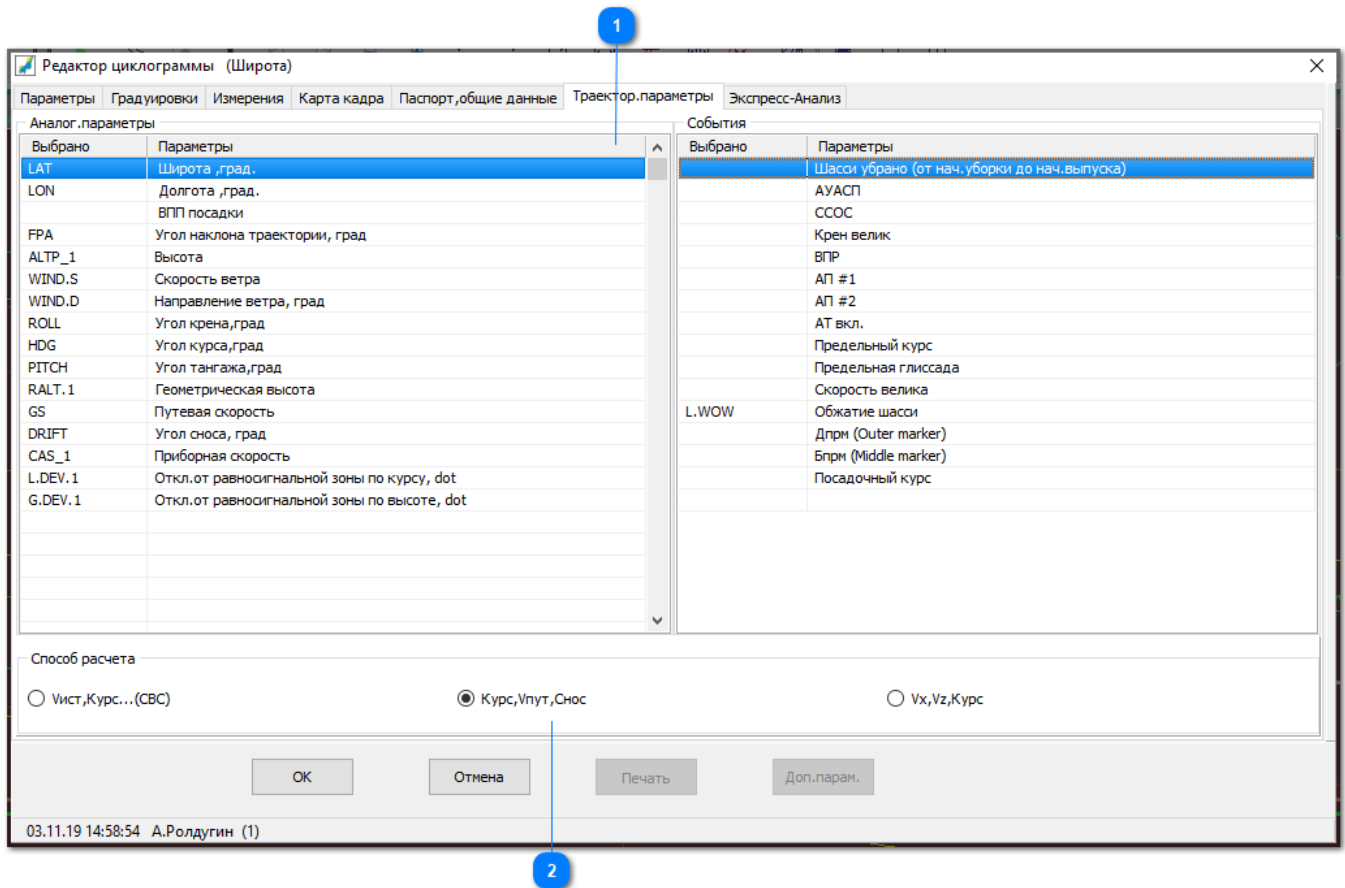 1
Редактор циклограммы (Широта)
Параметры Градуировки Измерения Карта кадра Паспорт,общие данные Траектор.параметры Экспресс-Анализ
Аналог.параметры События
Выбрано Параметры Выбрано Параметры
LAT Широта ,град. Шасси убрано (от нач.уборки до нач.выпуска)
LON Долгота ,град. АУАСП
ВПП посадки ССОС
FPA Угол наклона траектории, град Крен велик
ALTP_1 Высота ВПР
WIND.S Скорость ветра АП #1
WIND.D Направление ветра, град АП #2
ROLL Угол крена,град АТ вкл.
HDG Угол курса,град Предельный курс
PITCH Угол тангажа,град Предельная глиссада
RALT.1 Геометрическая высота Скорость велика
GS Путевая скорость L.WOW Обжатие шасси
DRIFT Угол сноса, град Дпрм (Outer marker)
CAS_1 Приборная скорость Бпрм (Middle marker)
L.DEV.1 Откл.от равносигнальной зоны по курсу, dot Посадочный курс
G.DEV.1 Откл.от равносигнальной зоны по высоте, dot
Способ расчета
Vист,Курс...(СВС) Курс,Vпут,Снос Vx,Vz,Курс
ОК Отмена Печать Доп.парам.
03.11.19 14:58:54 А.Ролдугин (1)
2